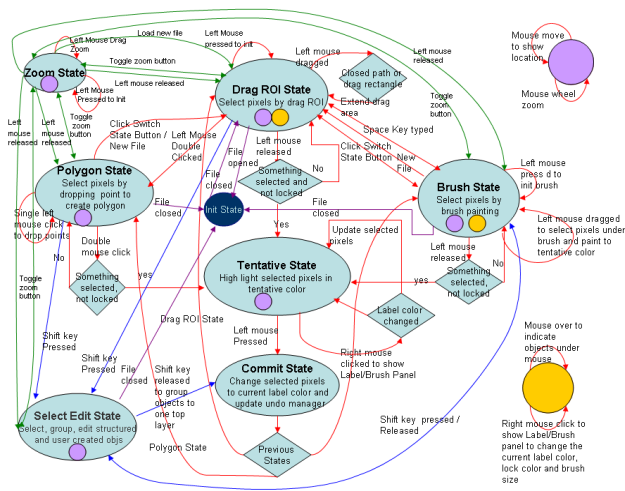 Left Mouse Drag
Zoom
Load new file
Left Mouse
pressed to init
Left mouse
dragged
Left mouse
released
Mouse move
to show
location
Mouse wheel
zoom
Zoom State
Toggle zoom button
Left mouse released
Left Mouse
Pressed to Init
Drag ROI State
Select pixels by drag ROI
Closed path or
drag rectangle
Extend drag
area
Toggle
zoom
button
Left
mouse
released
Left
mouse
released
Toggle
zoom
button
Click Switch
State Button /
New File
Left Mouse
Double
Clicked
File
opened
Left mouse
released
Space Key typed
Click Switch
State Button New
File
No
Something
selected and
not locked
Left mouse
press d to
init brush
Polygon State
Select pixels by
dropping point to
create polygon
File
closed
File
closed
Init State
File
closed
Brush State
Select pixels by
brush painting
Single left
mouse click
to drop points
Yes
Update selected
pixels
Left mouse dragged
to select pixels under
brush and paint to
tentative color
Double
mouse click
No
Left mouse
released
No
Something
selected,
not locked
yes
Tentative State
High light selected pixels in
tentative color
yes
Something
selected,
not locked
Toggle
zoom
button
Drag ROI State
Label color
changed
Left mouse
Pressed
Shift key
Pressed
Shift key
Pressed
File
closed
Shift key
released
to group
objects to
one top
layer
Right mouse
clicked to show
Label/Brush Panel
Mouse over to
indicate
objects under
mouse
Commit State
Change selected pixels
to current label color and
update undo manager
Select Edit State
Select, group, edit structured
and user created objs
Shift key pressed /
Released
Right mouse click to
show Label/Brush
panel to change the
current label color,
lock color and brush
size
Polygon State
Previous
States